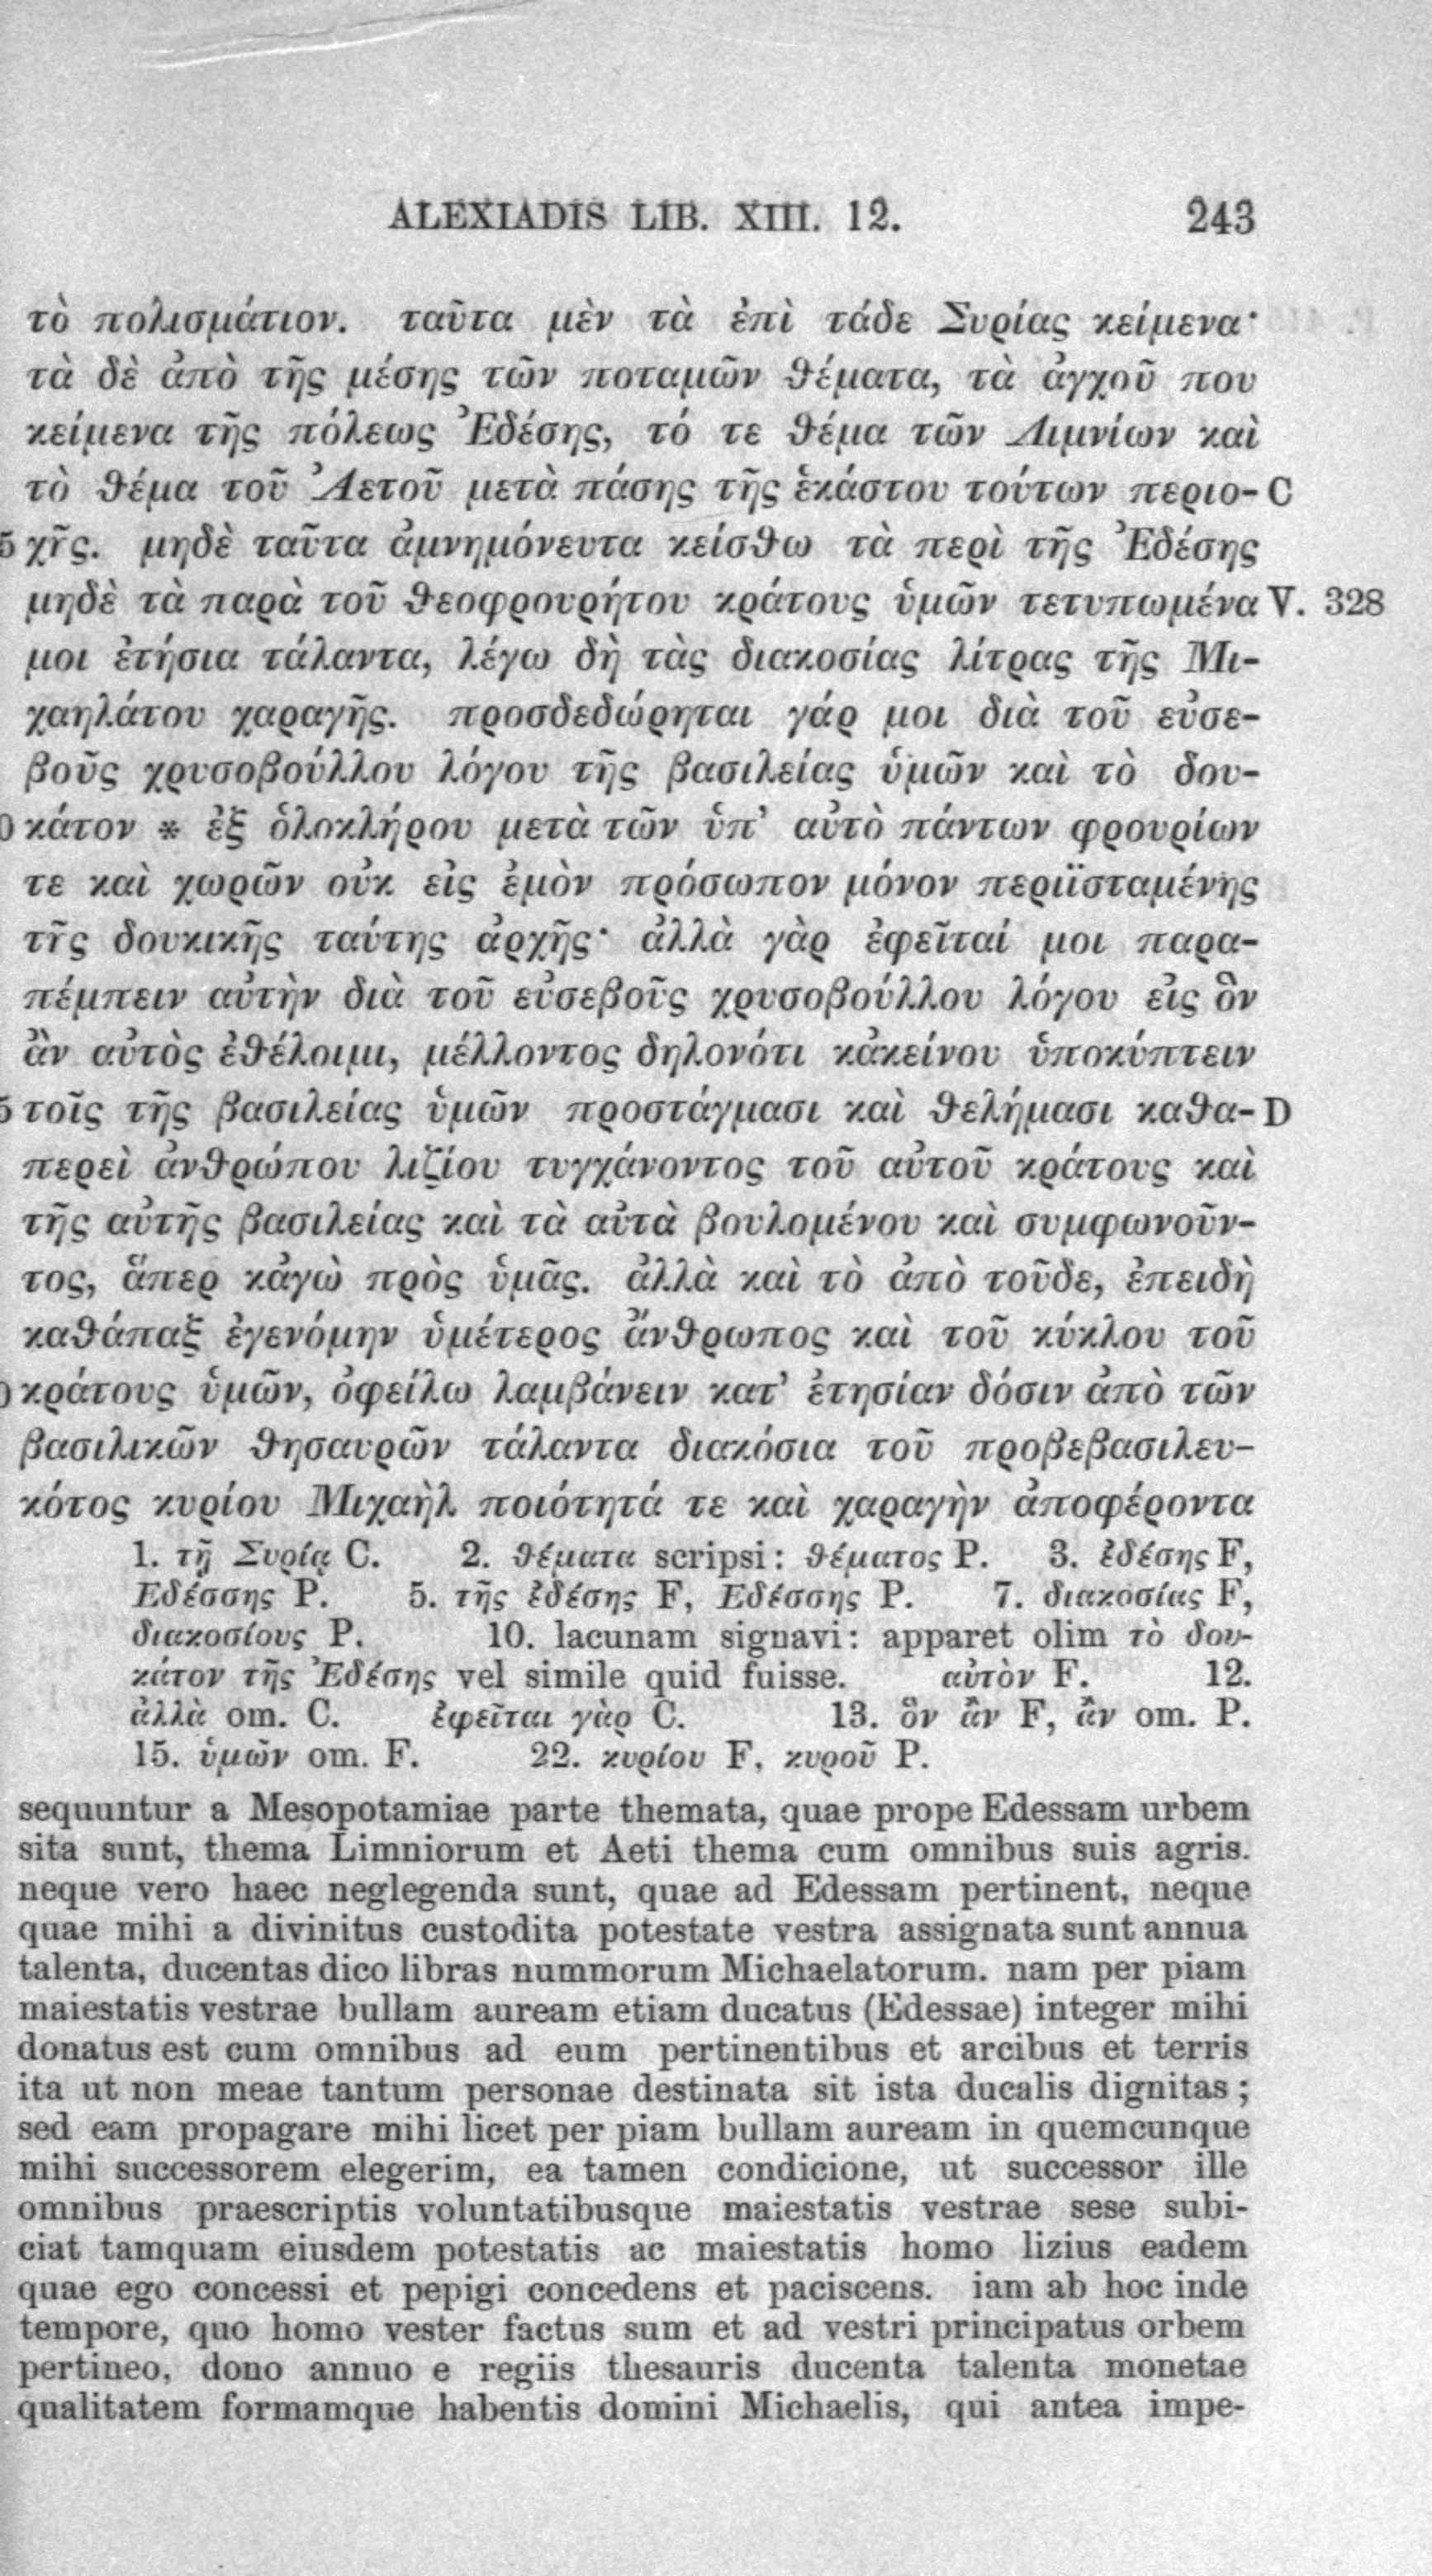 ALEXIADIS LIB. XIII. 12. 243
τὸ πολισμάτιον. ταῦτα μὲν τὰ ἐπὶ τάδε Συρίας κείμενα·
τὰ δὲ ἀπὸ τῆς μέσης τῶν ποταμῶν θέματα, τὰ ἀγχοῦ που
κείμενα τῆς πόλεως Ἐδέσης, τό τε θέμα τῶν Λιμνίων καὶ
τὸ θέμα τοῦ Ἀετοῦ μετὰ πάσης τῆς ἑκάστου τούτων περιο- C
5 χῆς. μηδὲ ταῦτα ἀμνημόνευτα κείσθω τὰ περὶ τῆς Ἐδέσης
μηδὲ τὰ παρὰ τοῦ θεοφρουρήτου κράτους ὑμῶν τετυπωμένα V. 328
μοι ἐτήσια τάλαντα, λέγω δὴ τὰς διακοσίας λίτρας τῆς Μι-
χαηλάτου χαραγῆς. προσδεδώρηται γάρ μοι διὰ τοῦ εὐσε-
βοῦς χρυσοβούλλου λόγου τῆς βασιλείας ὑμῶν καὶ τὸ δου-
0 κάτον * ἐξ ὁλοκλήρου μετὰ τῶν ὑπ' αὐτὸ πάντων φρουρίων
τε καὶ χωρῶν οὐκ εἰς ἐμὸν πρόσωπον μόνον περιϊσταμένης
τῆς δουκικῆς ταύτης ἀρχῆς· ἀλλὰ γὰρ ἐφεῖταί μοι παρα-
πέμπειν αὐτὴν διὰ τοῦ εὐσεβοῦς χρυσοβούλλου λόγου εἰς ὃν
ἂν αὐτὸς ἐθέλοιμι, μέλλοντος δηλονότι κἀκείνου ὑποκύπτειν
5 τοῖς τῆς βασιλείας ὑμῶν προστάγμασι καὶ θελήμασι καθα- D
περεὶ ἀνθρώπου λιζίου τυγχάνοντος τοῦ αὐτοῦ κράτους καὶ
τῆς αὐτῆς βασιλείας καὶ τὰ αὐτὰ βουλομένου καὶ συμφωνοῦν-
τος, ἅπερ κἀγὼ πρὸς ὑμᾶς. ἀλλὰ καὶ τὸ ἀπὸ τοῦδε, ἐπειδὴ
καθάπαξ ἐγενόμην ὑμέτερος ἄνθρωπος καὶ τοῦ κύκλου τοῦ
0 κράτους ὑμῶν, ὀφείλω λαμβάνειν κατ' ἐτησίαν δόσιν ἀπὸ τῶν
βασιλικῶν θησαυρῶν τάλαντα διακόσια τοῦ προβεβασιλευ-
κότος κυρίου Μιχαὴλ ποιότητά τε καὶ χαραγὴν ἀποφέροντα
1. τῇ Συρίᾳ C. 2. θέματα scripsi: θέματος P. 3. ἐδέσης F,
Εδέσσης P. 5. τῆς ἐδέσης F, Εδέσσης P. 7. διακοσίας F,
διακοσίους P. 10. lacunam signavi: apparet olim τὸ δου-
κάτον τῆς Ἐδέσης vel simile quid fuisse. αὐτὸν F. 12.
ἀλλὰ om. C. ἐφεῖται γὰρ C. 13. ὃν ἂν F, ἂν om. P.
15. ὑμῶν om. F. 22. κυρίου F, κυροῦ P.
sequuntur a Mesopotamiae parte themata, quae prope Edessam urbem
sita sunt, thema Limniorum et Aeti thema cum omnibus suis agris.
neque vero haec neglegenda sunt, quae ad Edessam pertinent, neque
quae mihi a divinitus custodita potestate vestra assignata sunt annua
talenta, ducentas dico libras nummorum Michaelatorum. nam per piam
maiestatis vestrae bullam auream etiam ducatus (Edessae) integer mihi
donatus est cum omnibus ad eum pertinentibus et arcibus et terris
ita ut non meae tantum personae destinata sit ista ducalis dignitas;
sed eam propagare mihi licet per piam bullam auream in quemcunque
mihi successorem elegerim, ea tamen condicione, ut successor ille
omnibus praescriptis voluntatibusque maiestatis vestrae sese subi-
ciat tamquam eiusdem potestatis ac maiestatis homo lizius eadem
quae ego concessi et pepigi concedens et paciscens. iam ab hoc inde
tempore, quo homo vester factus sum et ad vestri principatus orbem
pertineo, dono annuo e regiis thesauris ducenta talenta monetae
qualitatem formamque habentis domini Michaelis, qui antea impe-